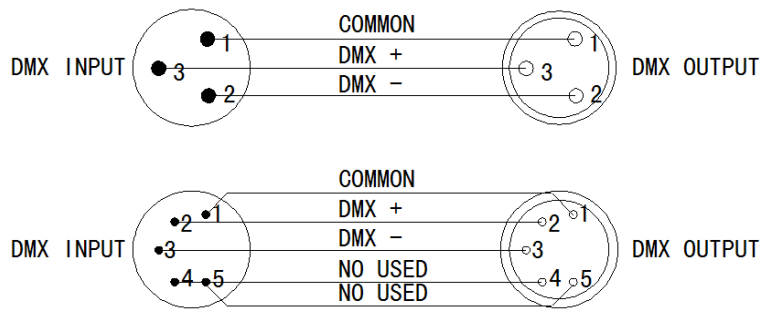 COMMON
1 1
DMX +
DMX INPUT 3 3 DMX OUTPUT
DMX -
2 2
COMMON
1 1
DMX +
2 2
DMX -
DMX INPUT 3 3 DMX OUTPUT
NO USED
4 5 4 5
NO USED